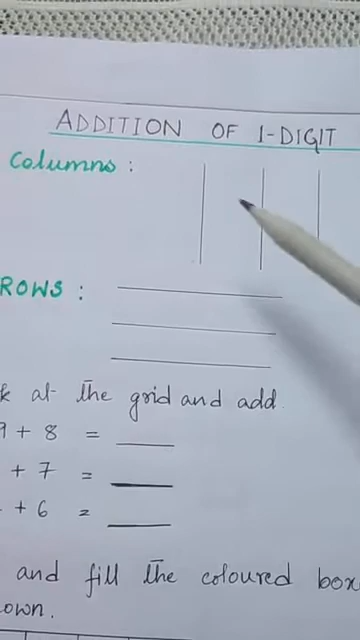 ADDITION OF 1-DIGIT
Columns :
ROWS :
at the grid and add.
9 + 8 =
+ 7 =
+ 6 =
and fill the coloured box